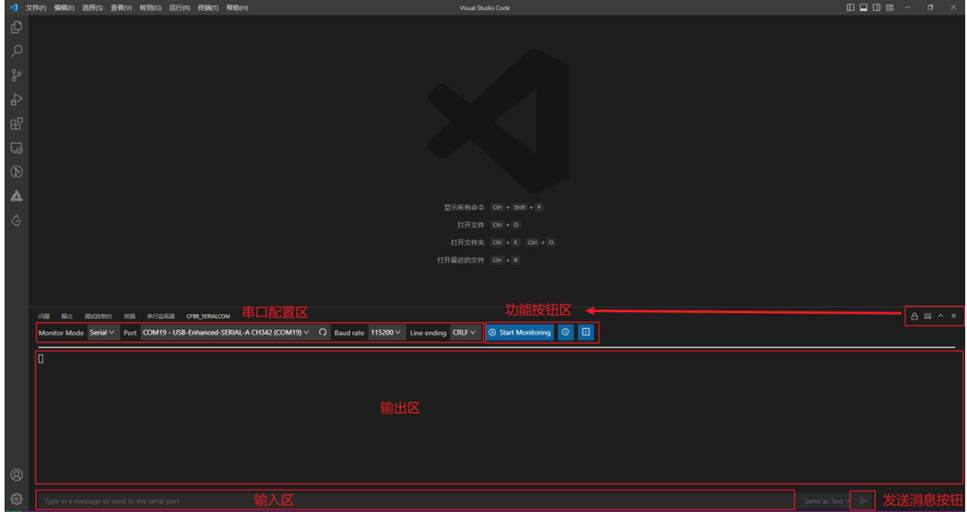 文件(F) 编辑(E) 选择(S) 查看(V) 转到(G) 运行(R) 终端(T) 帮助(H) Visual Studio Code
显示所有命令 Ctrl + Shift + P
打开文件 Ctrl + O
打开文件夹 Ctrl + K Ctrl + O
打开最近的文件 Ctrl + R
问题 输出 调试控制台 终端 串行监视器 CFBB_SERIALCOM 串口配置区 功能按钮区
Monitor Mode Serial Port COM19 - USB-Enhanced-SERIAL-A CH342 (COM19) Baud rate 115200 Line ending CRLF Start Monitoring
输出区
Type in a message to send to the serial port 输入区 Send as Text 发送消息按钮